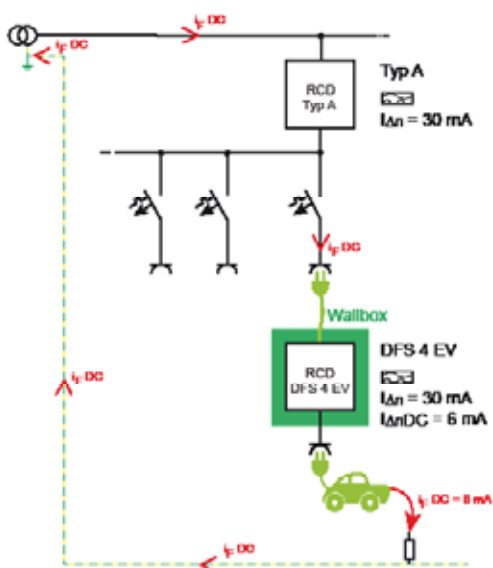 iF DC
iF DC
RCD
Typ A
Typ A
IΔn = 30 mA
iF DC
Wallbox
RCD
DFS 4 EV
DFS 4 EV
IΔn = 30 mA
IΔnDC = 6 mA
iF DC
iF DC = 8 mA
iF DC